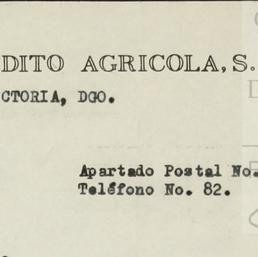 DITO AGRICOLA, S.
CTORIA, DGO.
Apartado Postal No.
Teléfono No. 82.